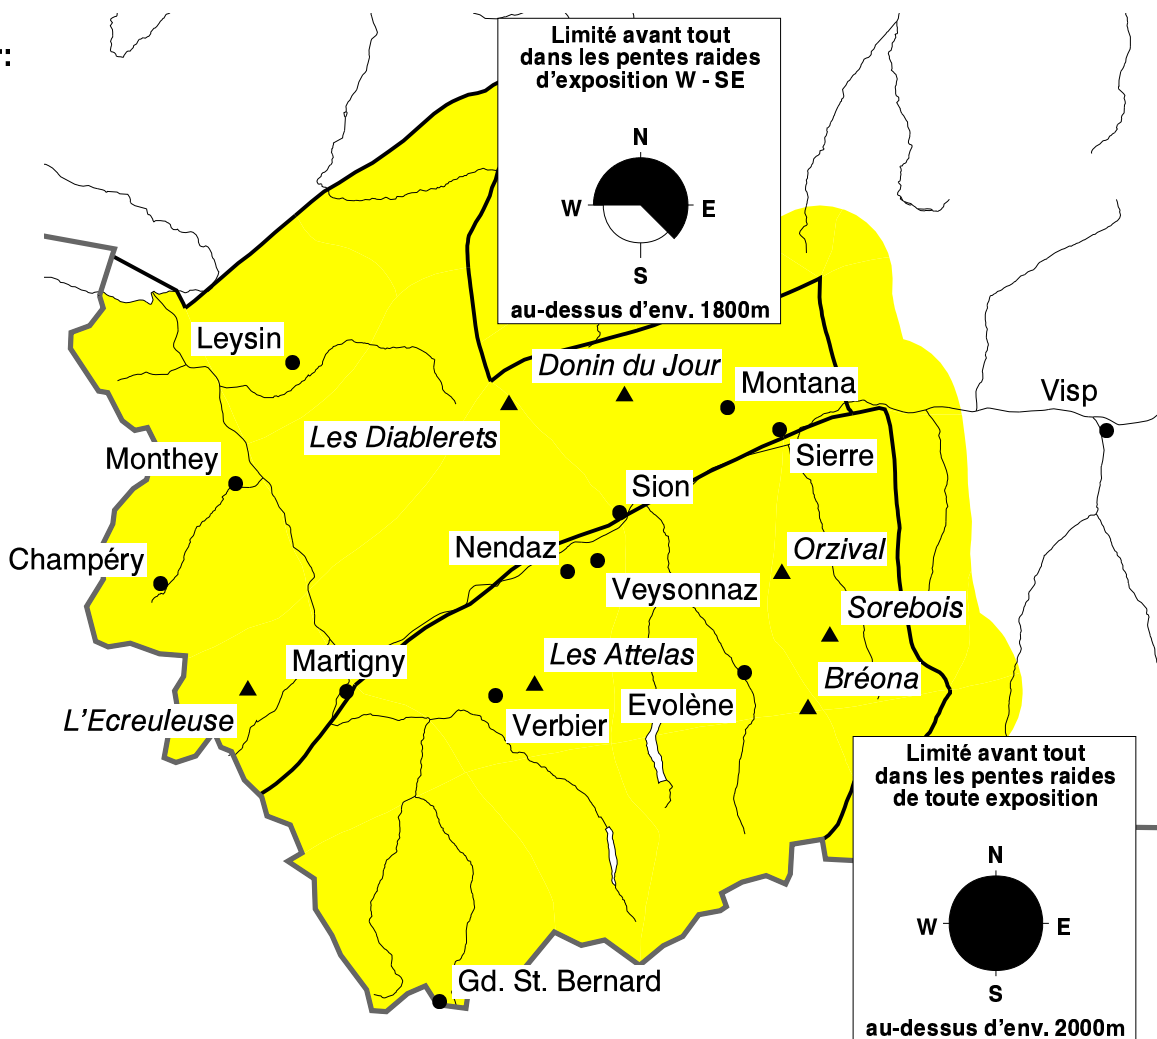 r:
Limité avant tout
dans les pentes raides
d'exposition W - SE
N
W
E
S
au-dessus d'env. 1800m
Leysin
Donin du Jour
Montana
Visp
Les Diablerets
Sierre
Monthey
Sion
Champéry
Nendaz
Orzival
Veysonnaz
Sorebois
Martigny
Les Attelas
Bréona
L'Ecreuleuse
Evolène
Verbier
Limité avant tout
dans les pentes raides
de toute exposition
N
W
E
S
au-dessus d'env. 2000m
Gd. St. Bernard